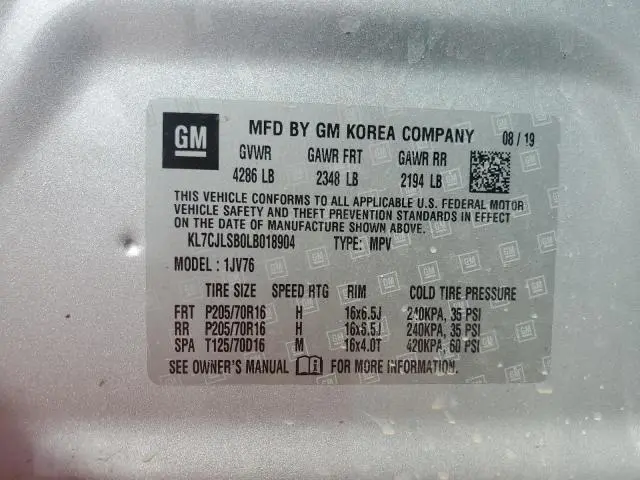 GM MFD BY GM KOREA COMPANY 08 / 19
GVWR GAWR FRT GAWR RR
4286 LB 2348 LB 2194 LB
THIS VEHICLE CONFORMS TO ALL APPLICABLE U.S. FEDERAL MOTOR
VEHICLE SAFETY AND THEFT PREVENTION STANDARDS IN EFFECT
ON THE DATE OF MANUFACTURE SHOWN ABOVE.
KL7CJLSB0LB018904 TYPE: MPV
MODEL : 1JV76
TIRE SIZE SPEED RTG RIM COLD TIRE PRESSURE
FRT P205/70R16 H 16x6.5J 240KPA, 35 PSI
RR P205/70R16 H 16x6.5J 240KPA, 35 PSI
SPA T125/70D16 M 16x4.0T 420KPA, 60 PSI
SEE OWNER'S MANUAL FOR MORE INFORMATION.